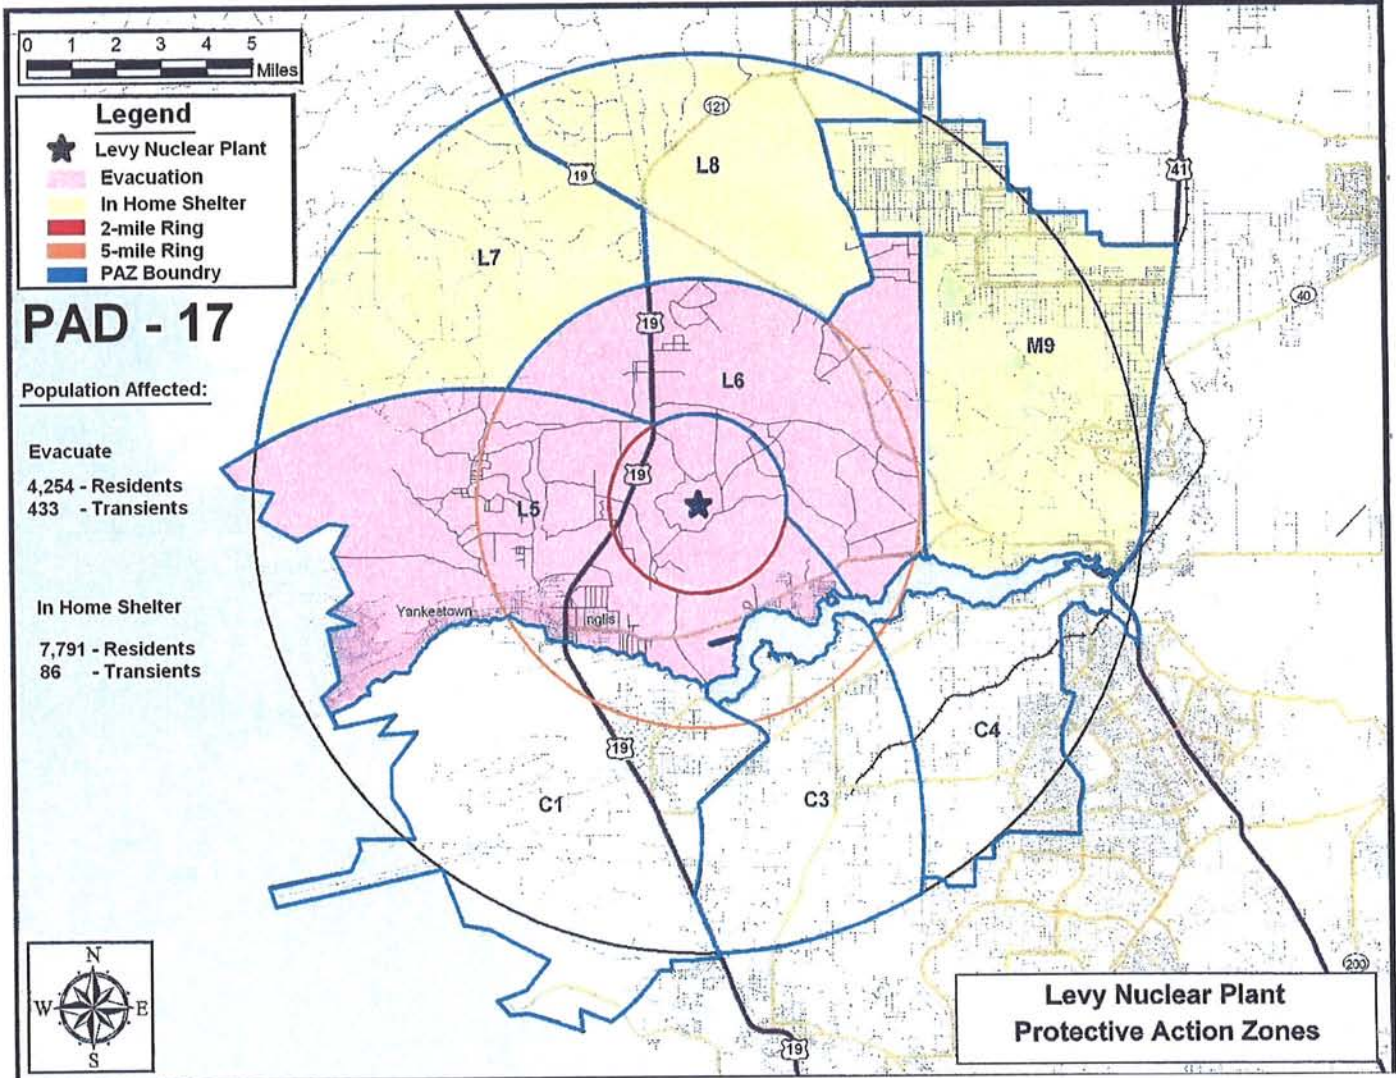 0 1 2 3 4 5
Miles
Legend
Levy Nuclear Plant
Evacuation
In Home Shelter
2-mile Ring
5-mile Ring
PAZ Boundry
PAD - 17
Population Affected:
Evacuate
4,254 - Residents
433 - Transients
In Home Shelter
7,791 - Residents
86 - Transients
121
L8
19
41
L7
40
19
M9
L6
19
L5
Yankeetown
Inglis
C4
19
C1
C3
N
W E
S
200
19
Levy Nuclear Plant
Protective Action Zones